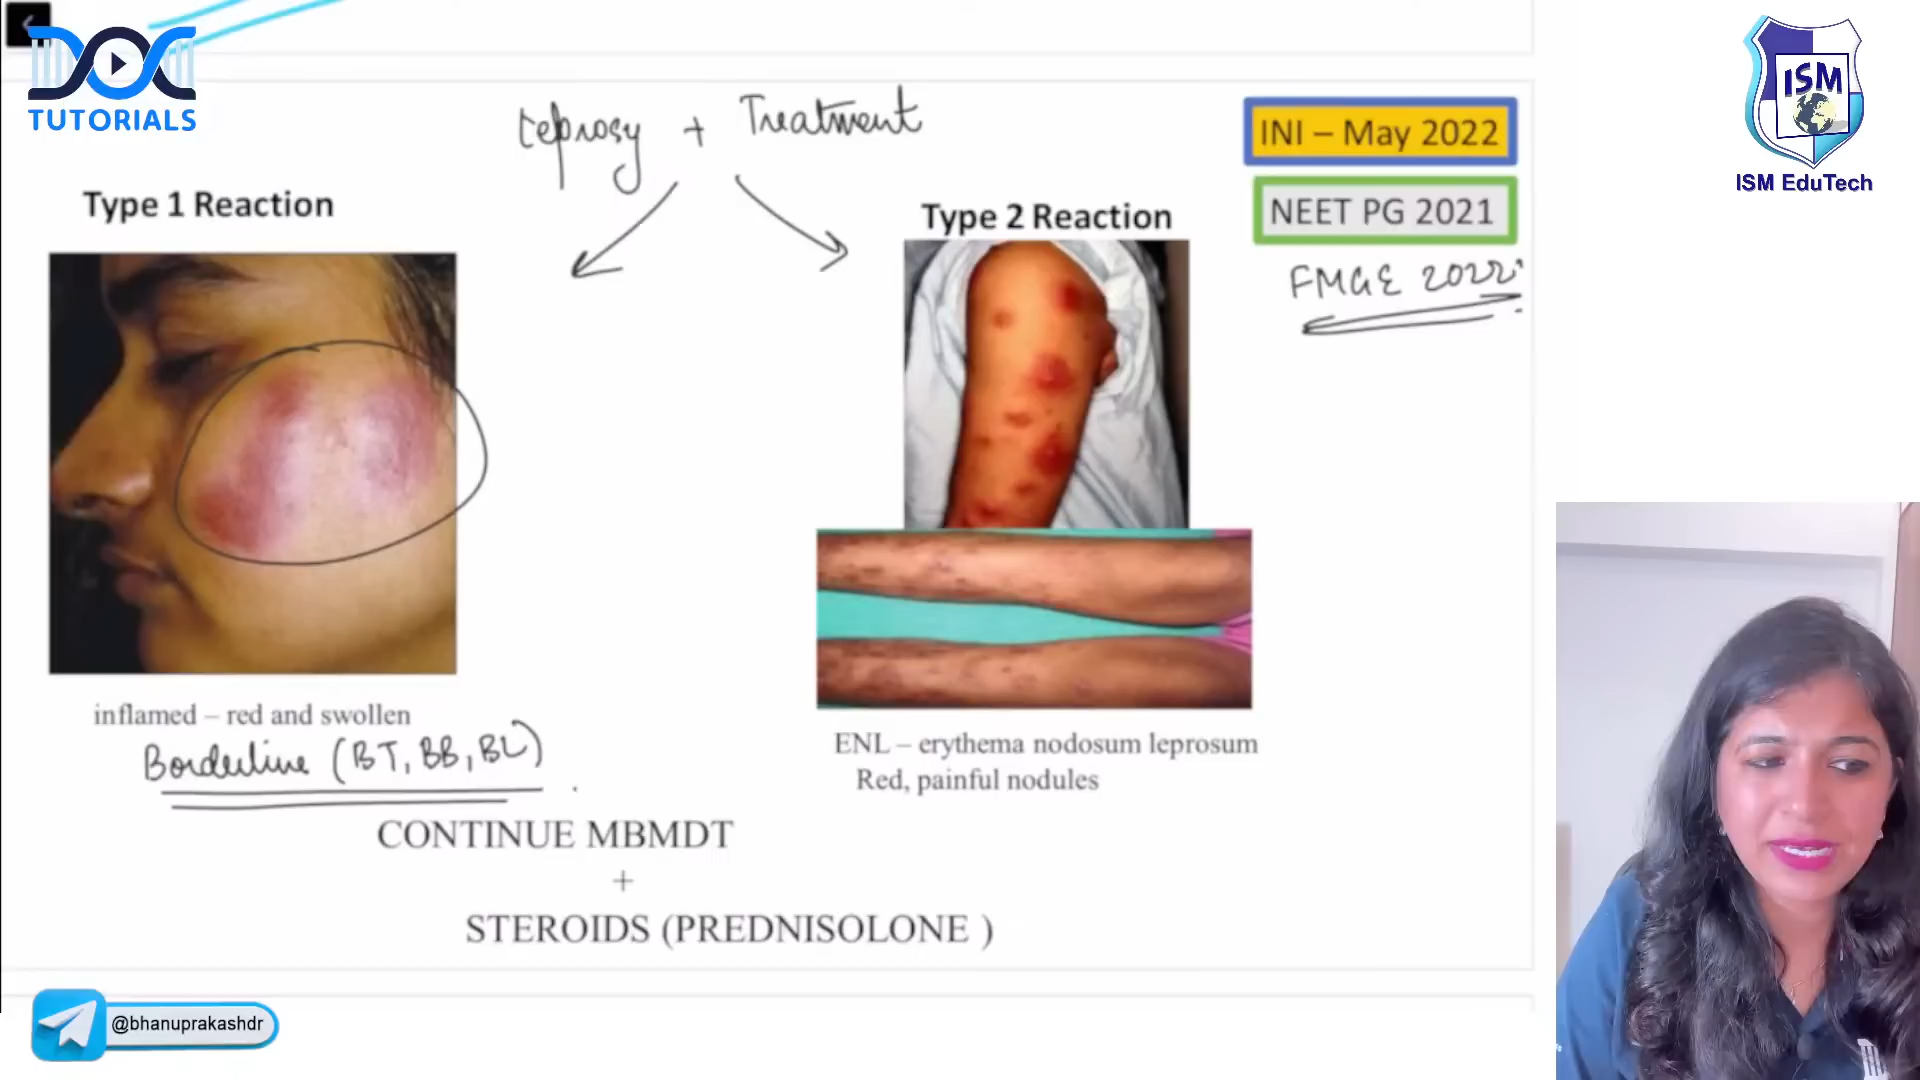 DOC
TUTORIALS
Leprosy + Treatment
INI – May 2022
NEET PG 2021
FMGE 2022
ISM
ISM EduTech
Type 1 Reaction
Type 2 Reaction
inflamed – red and swollen
Borderline (BT, BB, BL)
ENL – erythema nodosum leprosum
Red, painful nodules
CONTINUE MBMDT
+
STEROIDS (PREDNISOLONE )
@bhanuprakashdr